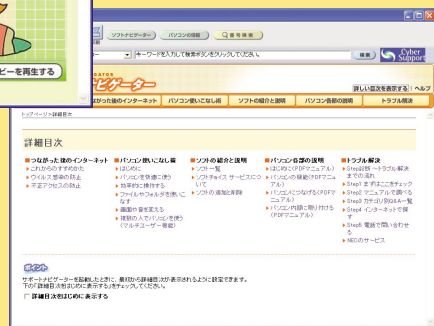 ソフトナビゲーター パソコンの情報 番号検索
キーワードを入力して検索ボタンをクリックしてください。 検索 Cyber Support
ピーを再生する
NAVIGATOR
ビゲーター
詳しい目次を表示する ヘルプ
つながった後のインターネット パソコン使いこなし術 ソフトの紹介と説明 パソコン各部の説明 トラブル解決
トップページ>詳細目次
詳細目次
■つながった後のインターネット
▶これからのすすめかた
▶ウイルス感染の防止
▶不正アクセスの防止
■パソコン使いこなし術
▶はじめに
▶パソコンを快適に使う
▶効率的に操作する
▶ファイルやフォルダを使いこ
なす
▶画面や音を変える
▶複数の人でパソコンを使う
（マルチユーザー機能）
■ソフトの紹介と説明
▶ソフト一覧
▶ソフトチョイス サービスにつ
いて
▶ソフトの追加と削除
■パソコン各部の説明
▶はじめに（PDFマニュアル）
▶パソコンの機能（PDFマニュ
アル）
▶パソコンにつなげる（PDFマ
ニュアル）
▶パソコン内部に取り付ける
（PDFマニュアル）
■トラブル解決
▶Step診断 ～トラブル解決
までの流れ
▶Step1 まずはここをチェック
▶Step2 マニュアルで調べる
▶Step3 カテゴリ別Q&A一覧
▶Step4 インターネットで探
す
▶Step5 電話で問い合わせ
る
▶NECのサービス
ポイント
サポートナビゲーターを起動したときに、最初から詳細目次が表示されるように設定できます。
下の「詳細目次をはじめに表示する」をチェックしてください。
□ 詳細目次をはじめに表示する